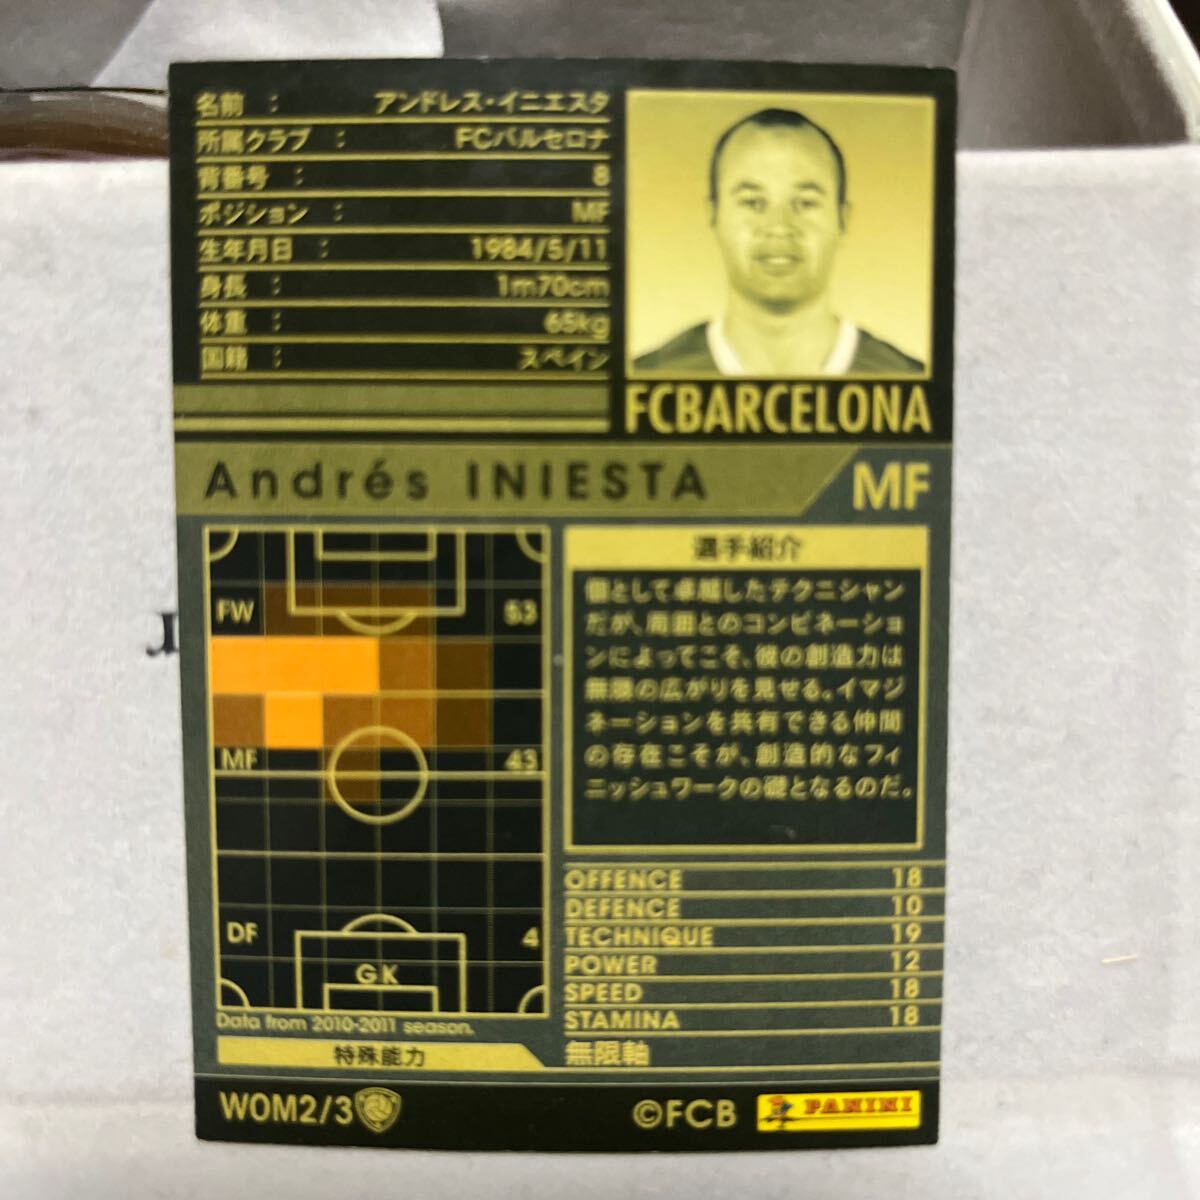 名前 : アンドレス・イニエスタ
所属クラブ : FCバルセロナ
背番号 : 8
ポジション : MF
生年月日 : 1984/5/11
身長 : 1m70cm
体重 : 65kg
国籍 : スペイン
FCBARCELONA
Andrés INIESTA MF
FW 53
MF 43
DF 4
GK
Data from 2010-2011 season.
選手紹介
個として卓越したテクニシャン
だが、周囲とのコンビネーショ
ンによってこそ、彼の創造力は
無限の広がりを見せる。イマジ
ネーションを共有できる仲間
の存在こそが、創造的なフィ
ニッシュワークの礎となるのだ。
OFFENCE 18
DEFENCE 10
TECHNIQUE 19
POWER 12
SPEED 18
STAMINA 18
特殊能力 無限軸
WOM2/3
©FCB
PANINI
J